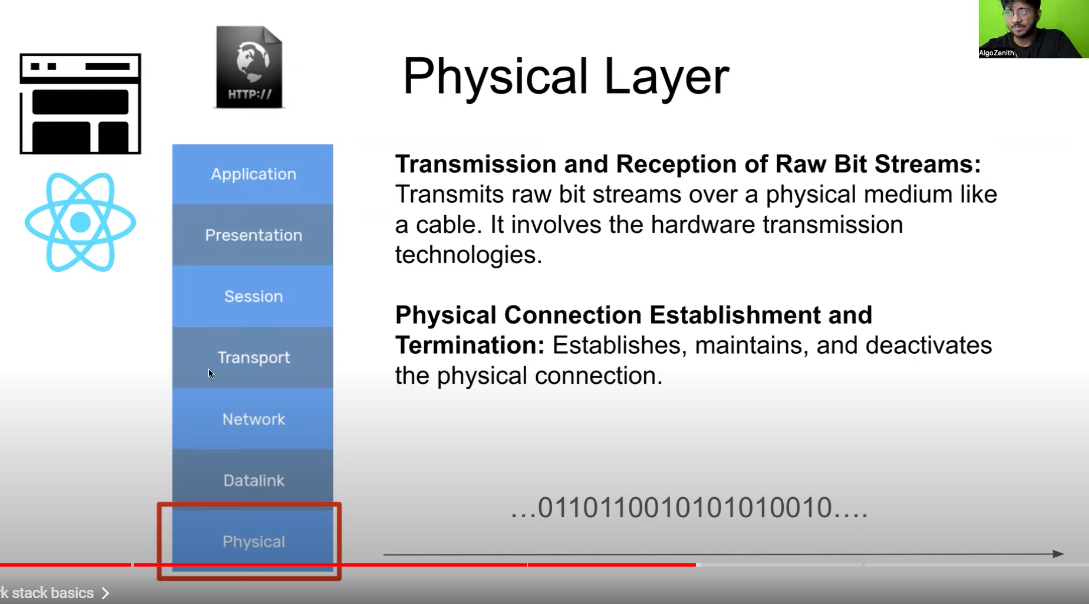 AlgoZenith
HTTP://
Physical Layer
Application
Presentation
Session
Transport
Network
Datalink
Physical
Transmission and Reception of Raw Bit Streams:
Transmits raw bit streams over a physical medium like
a cable. It involves the hardware transmission
technologies.
Physical Connection Establishment and
Termination: Establishes, maintains, and deactivates
the physical connection.
…0110110010101010010….
stack basics